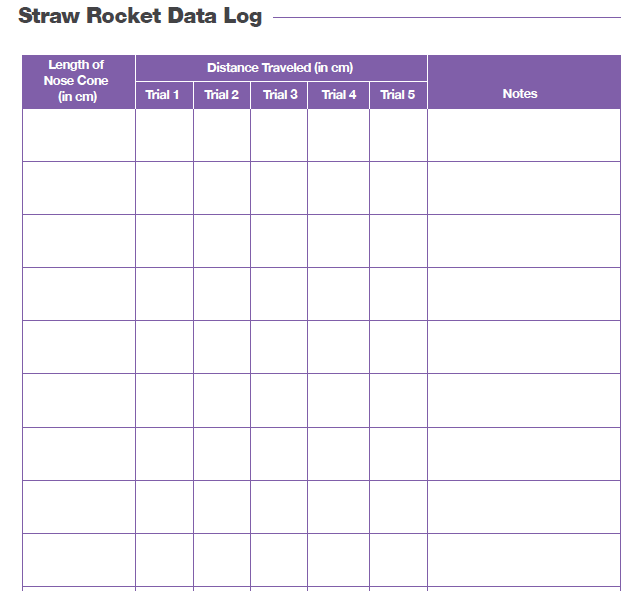 Straw Rocket Data Log
Length of
Nose Cone
(in cm)
Distance Traveled (in cm)
Trial 1 Trial 2 Trial 3 Trial 4 Trial 5
Notes